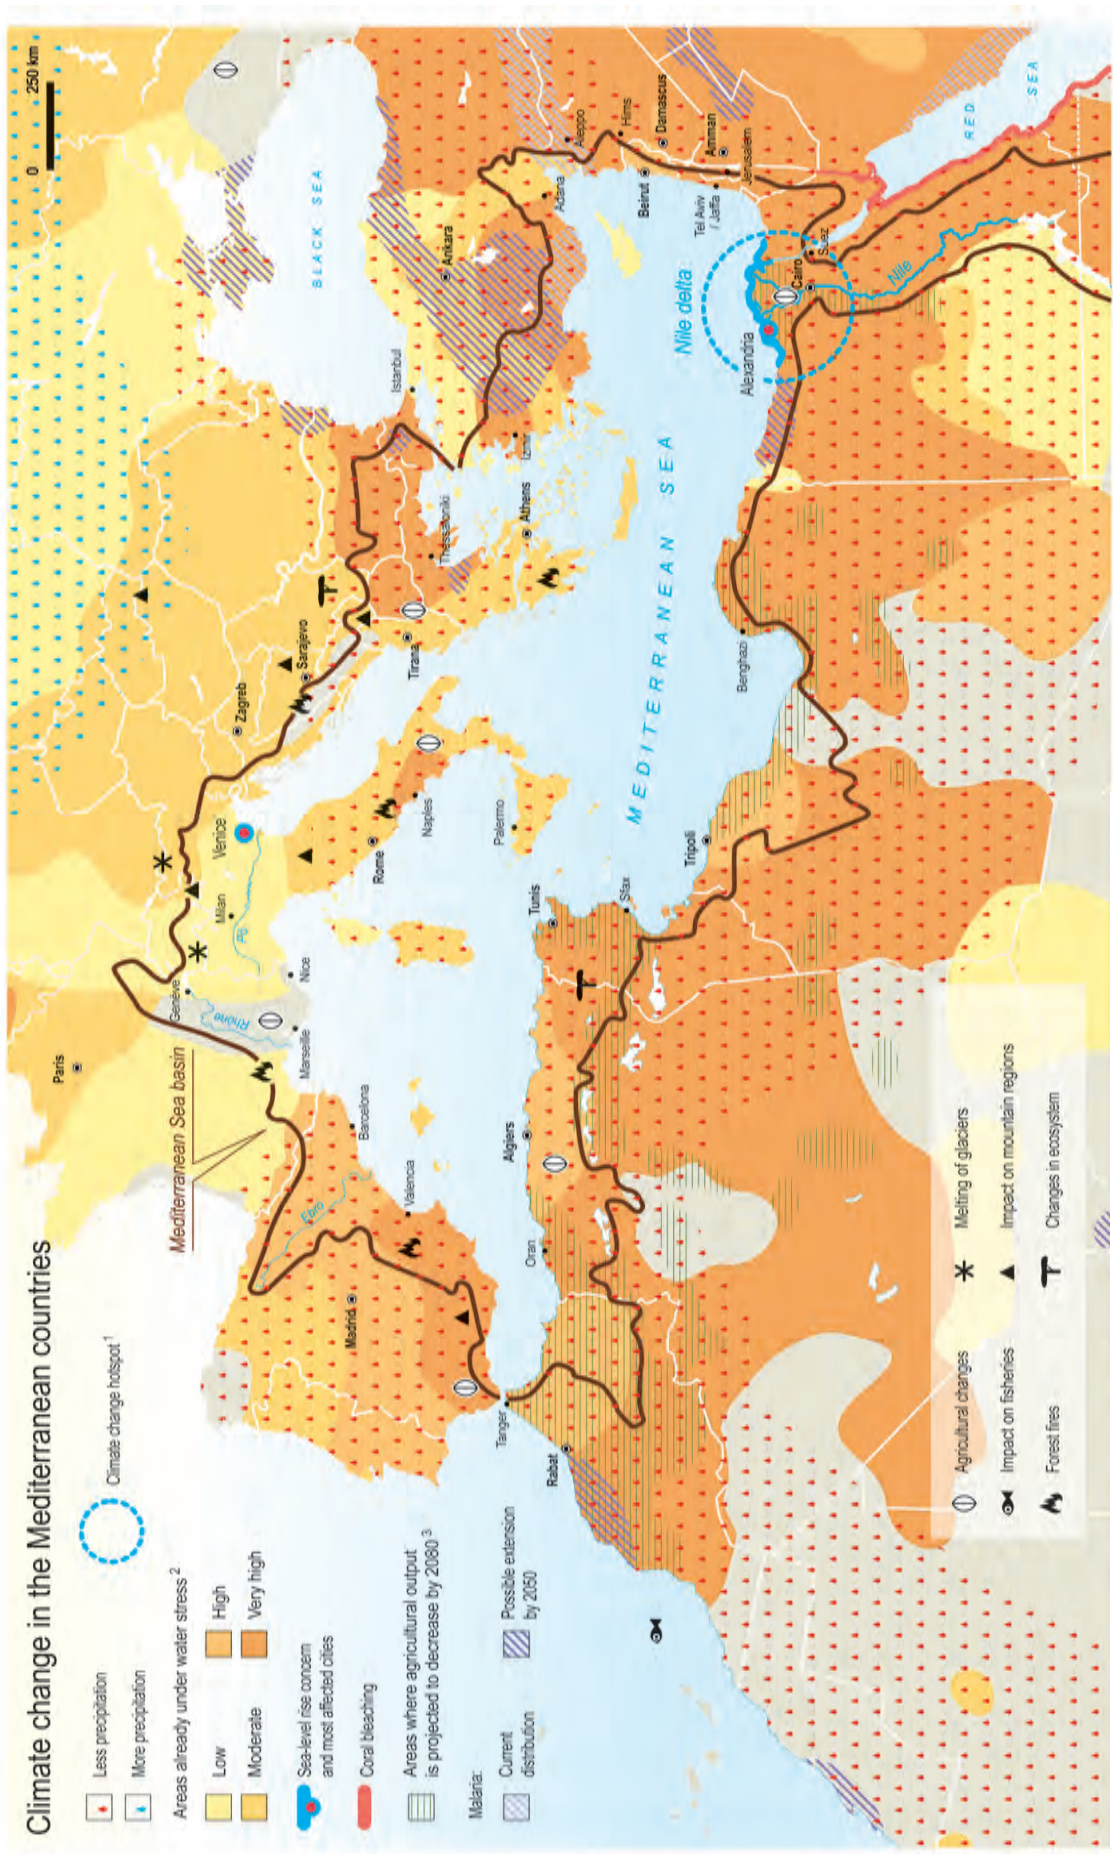 Climate change in the Mediterranean countries
Less precipitation
More precipitation
Climate change hotspot 1
Areas already under water stress 2
Low
High
Moderate
Very high
Sea-level rise concern
and most affected cities
Coral bleaching
Areas where agricultural output
is projected to decrease by 2080 3
Malaria:
Current
distribution
Possible extension
by 2050
Mediterranean Sea basin
0 250 km
Paris
Genève
Rhône
Milan
Pô
Venice
Zagreb
Sarajevo
Nice
Marseille
Barcelona
Ebro
Valencia
Madrid
Rome
Naples
Palermo
Tirana
Thessaloniki
Athens
Istanbul
BLACK SEA
Ankara
Izmir
Adana
Aleppo
Hims
Damascus
Beirut
Amman
Jerusalem
Tel Aviv
/ Jaffa
MEDITERRANEAN SEA
Nile delta
Alexandria
Cairo
Suez
Nile
RED SEA
Benghazi
Tripoli
Sfax
Tunis
Algiers
Oran
Tanger
Rabat
Agricultural changes
Melting of glaciers
Impact on fisheries
Impact on mountain regions
Forest fires
Changes in ecosystem